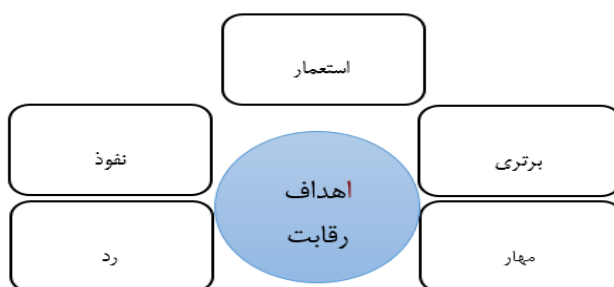 استعمار
برتری
نفوذ
اهداف
رقابت
مهار
رد